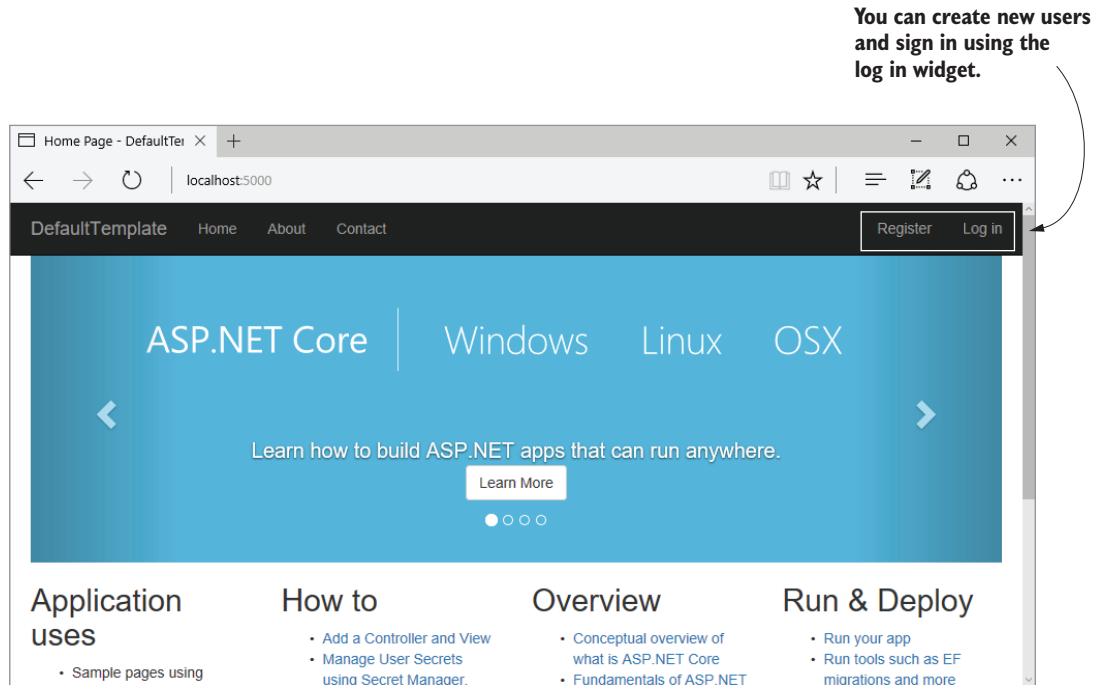 You can create new users
and sign in using the
log in widget.
Home Page - DefaultTer
localhost:5000
DefaultTemplate Home About Contact Register Log in
ASP.NET Core Windows Linux OSX
Learn how to build ASP.NET apps that can run anywhere.
Learn More
Application
uses
• Sample pages using
How to
• Add a Controller and View
• Manage User Secrets
using Secret Manager.
Overview
• Conceptual overview of
what is ASP.NET Core
• Fundamentals of ASP.NET
Run & Deploy
• Run your app
• Run tools such as EF
migrations and more